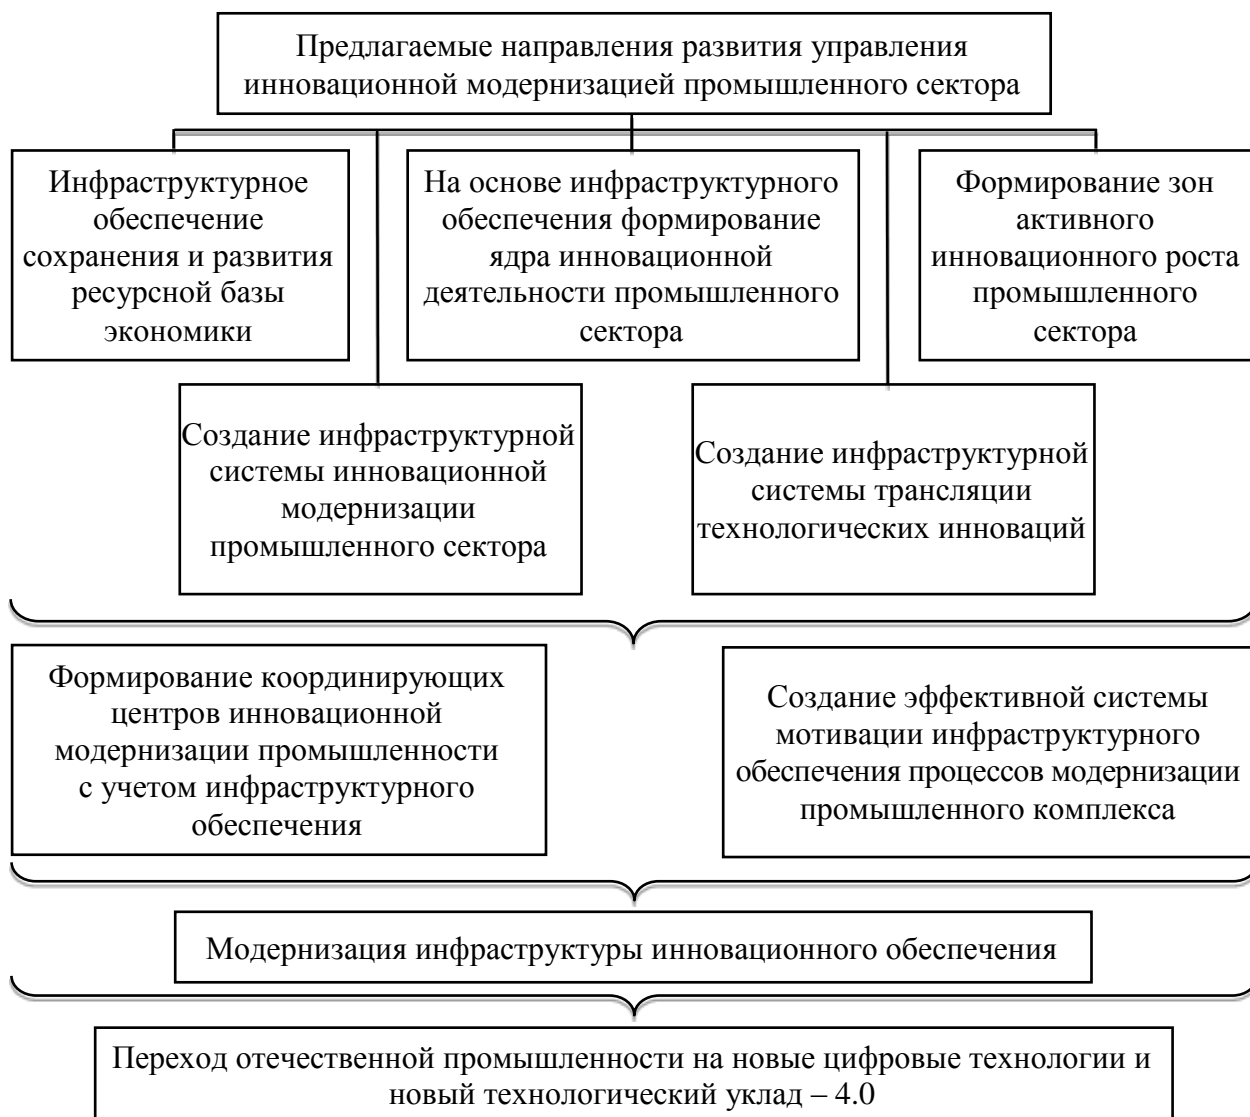 Предлагаемые направления развития управления
инновационной модернизацией промышленного сектора
Инфраструктурное
обеспечение
сохранения и развития
ресурсной базы
экономики
На основе инфраструктурного
обеспечения формирование
ядра инновационной
деятельности промышленного
сектора
Формирование зон
активного
инновационного роста
промышленного
сектора
Создание инфраструктурной
системы инновационной
модернизации
промышленного сектора
Создание инфраструктурной
системы трансляции
технологических инноваций
Формирование координирующих
центров инновационной
модернизации промышленности
с учетом инфраструктурного
обеспечения
Создание эффективной системы
мотивации инфраструктурного
обеспечения процессов модернизации
промышленного комплекса
Модернизация инфраструктуры инновационного обеспечения
Переход отечественной промышленности на новые цифровые технологии и
новый технологический уклад – 4.0